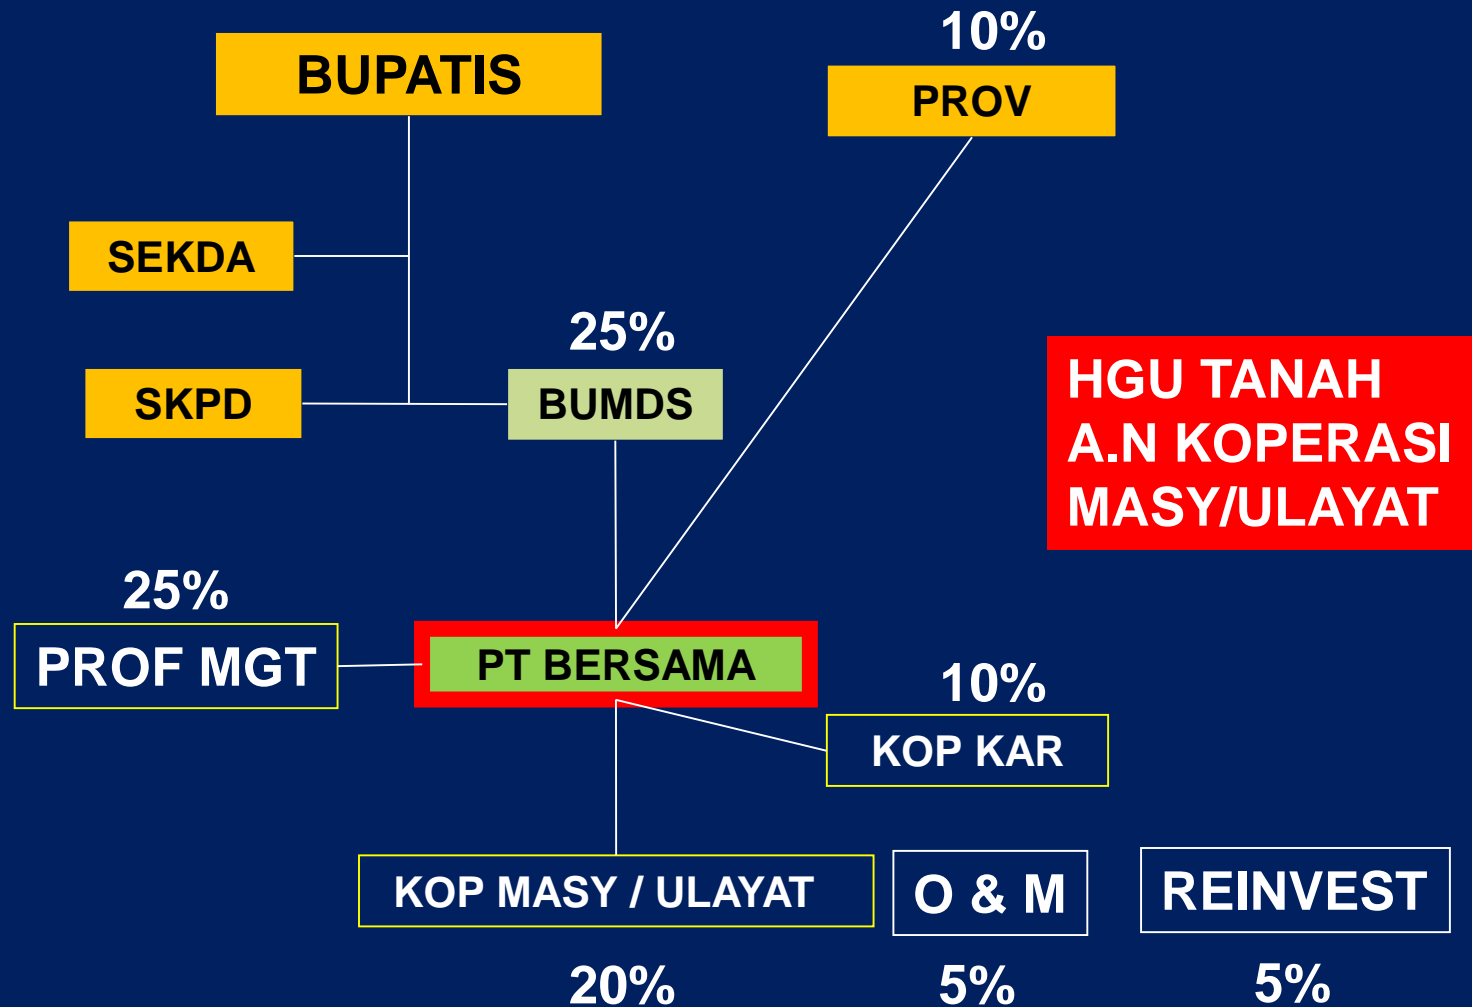 10%
BUPATIS
PROV
SEKDA
25%
SKPD
BUMDS
HGU TANAH
A.N KOPERASI
MASY/ULAYAT
25%
PROF MGT
PT BERSAMA
10%
KOP KAR
KOP MASY / ULAYAT
O & M
REINVEST
20%
5%
5%